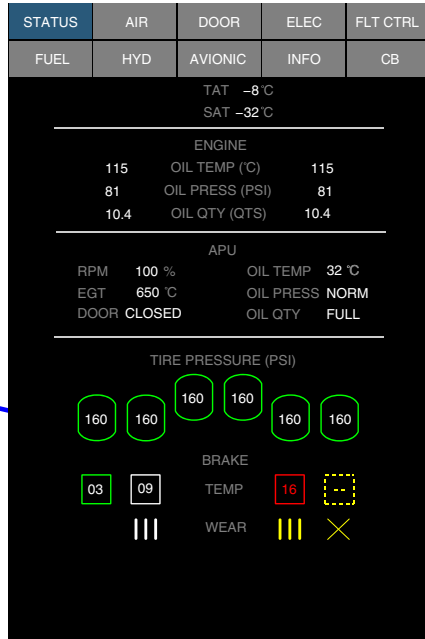 STATUS AIR DOOR ELEC FLT CTRL
FUEL HYD AVIONIC INFO CB
TAT –8°C
SAT –32°C
ENGINE
115 OIL TEMP (°C) 115
81 OIL PRESS (PSI) 81
10.4 OIL QTY (QTS) 10.4
APU
RPM 100 % OIL TEMP 32 °C
EGT 650 °C OIL PRESS NORM
DOOR CLOSED OIL QTY FULL
TIRE PRESSURE (PSI)
160 160
160 160 160 160
BRAKE
03 09 TEMP 16 --
WEAR